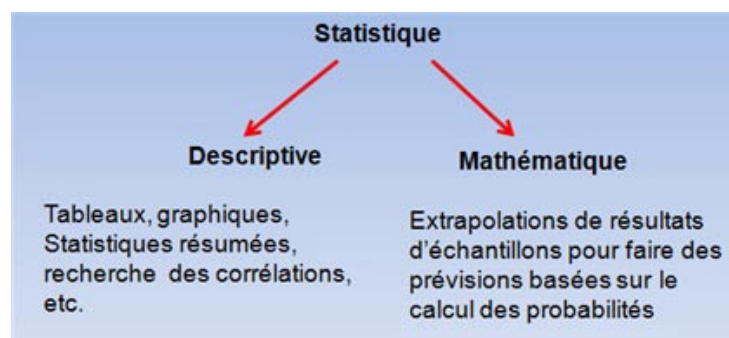 Statistique
Descriptive
Tableaux, graphiques,
Statistiques résumées,
recherche des corrélations,
etc.
Mathématique
Extrapolations de résultats
d'échantillons pour faire des
prévisions basées sur le
calcul des probabilités